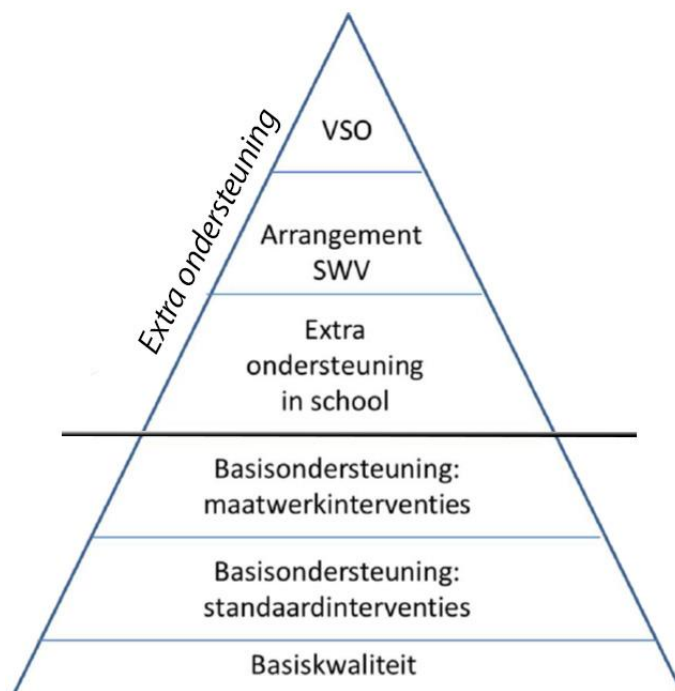 VSO
Extra ondersteuning
Arrangement
SWV
Extra
ondersteuning
in school
Basisondersteuning:
maatwerkinterventies
Basisondersteuning:
standaardinterventies
Basiskwaliteit